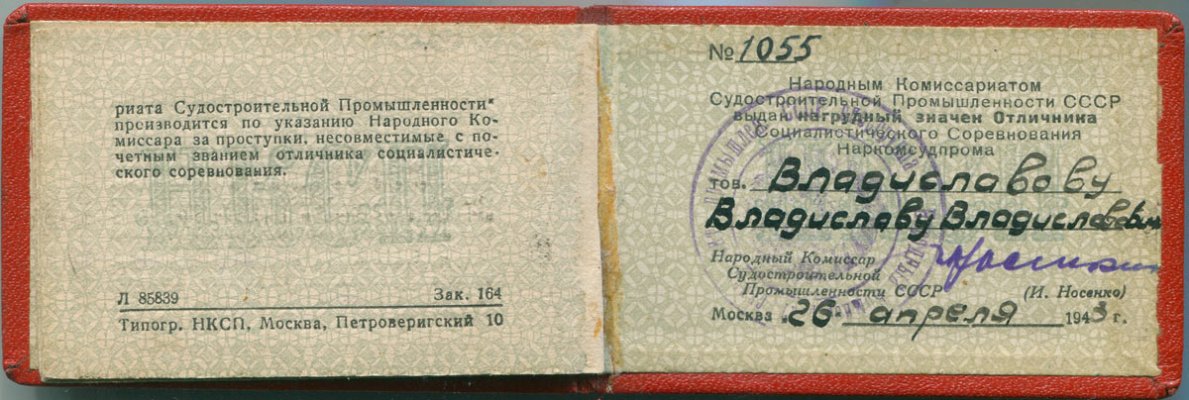 риата Судостроительной Промышленности"
производится по указанию Народного Ко-
миссара за проступки, несовместимые с по-
четным званием отличника социалистиче-
ского соревнования.
Л 85839 Зак. 164
Типогр. НКСП, Москва, Петроверигский 10
№ 1055
Народным Комиссариатом
Судостроительной Промышленности СССР
выдан нагрудный значек Отличника
Социалистического Соревнования
Наркомсудпрома
тов. Владиславову
Владиславу Владиславовичу
Народный Комиссар
Судостроительной
Промышленности СССР (И. Носенко)
Москва „26“ апреля 1943 г.